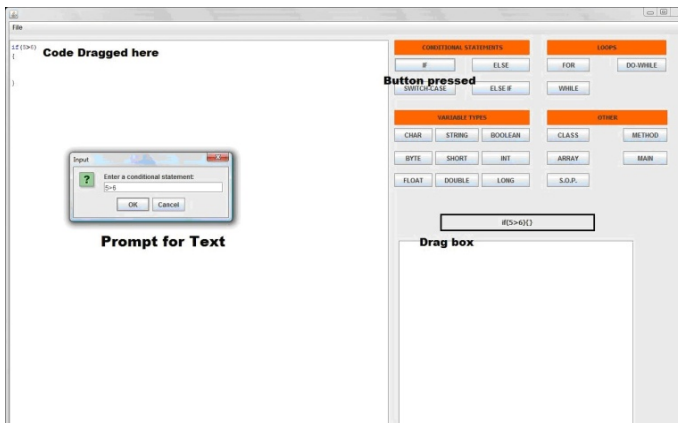 File
if(5>6)
{
}
Code Dragged here
CONDITIONAL STATEMENTS
LOOPS
IF
ELSE
FOR
DO-WHILE
Button pressed
SWITCH-CASE
ELSE IF
WHILE
VARIABLE TYPES
OTHER
CHAR
STRING
BOOLEAN
CLASS
METHOD
BYTE
SHORT
INT
ARRAY
MAIN
FLOAT
DOUBLE
LONG
S.O.P.
Input
Enter a conditional statement:
5>6
OK
Cancel
Prompt for Text
if(5>6){}
Drag box